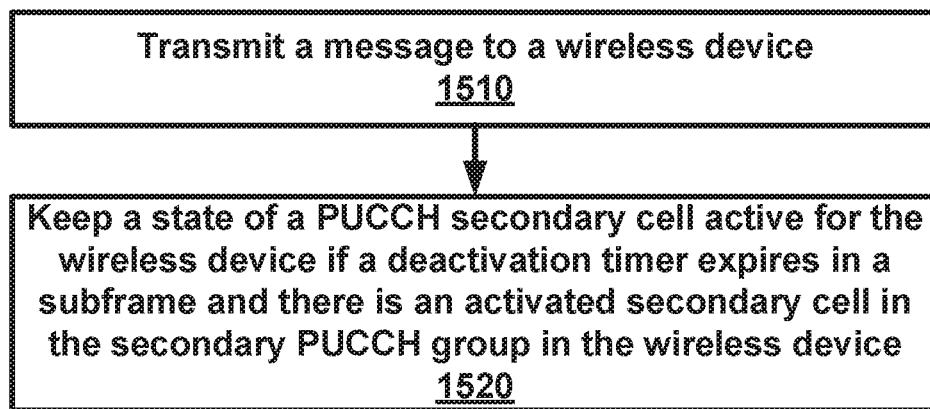 Transmit a message to a wireless device
1510
Keep a state of a PUCCH secondary cell active for the
wireless device if a deactivation timer expires in a
subframe and there is an activated secondary cell in
the secondary PUCCH group in the wireless device
1520